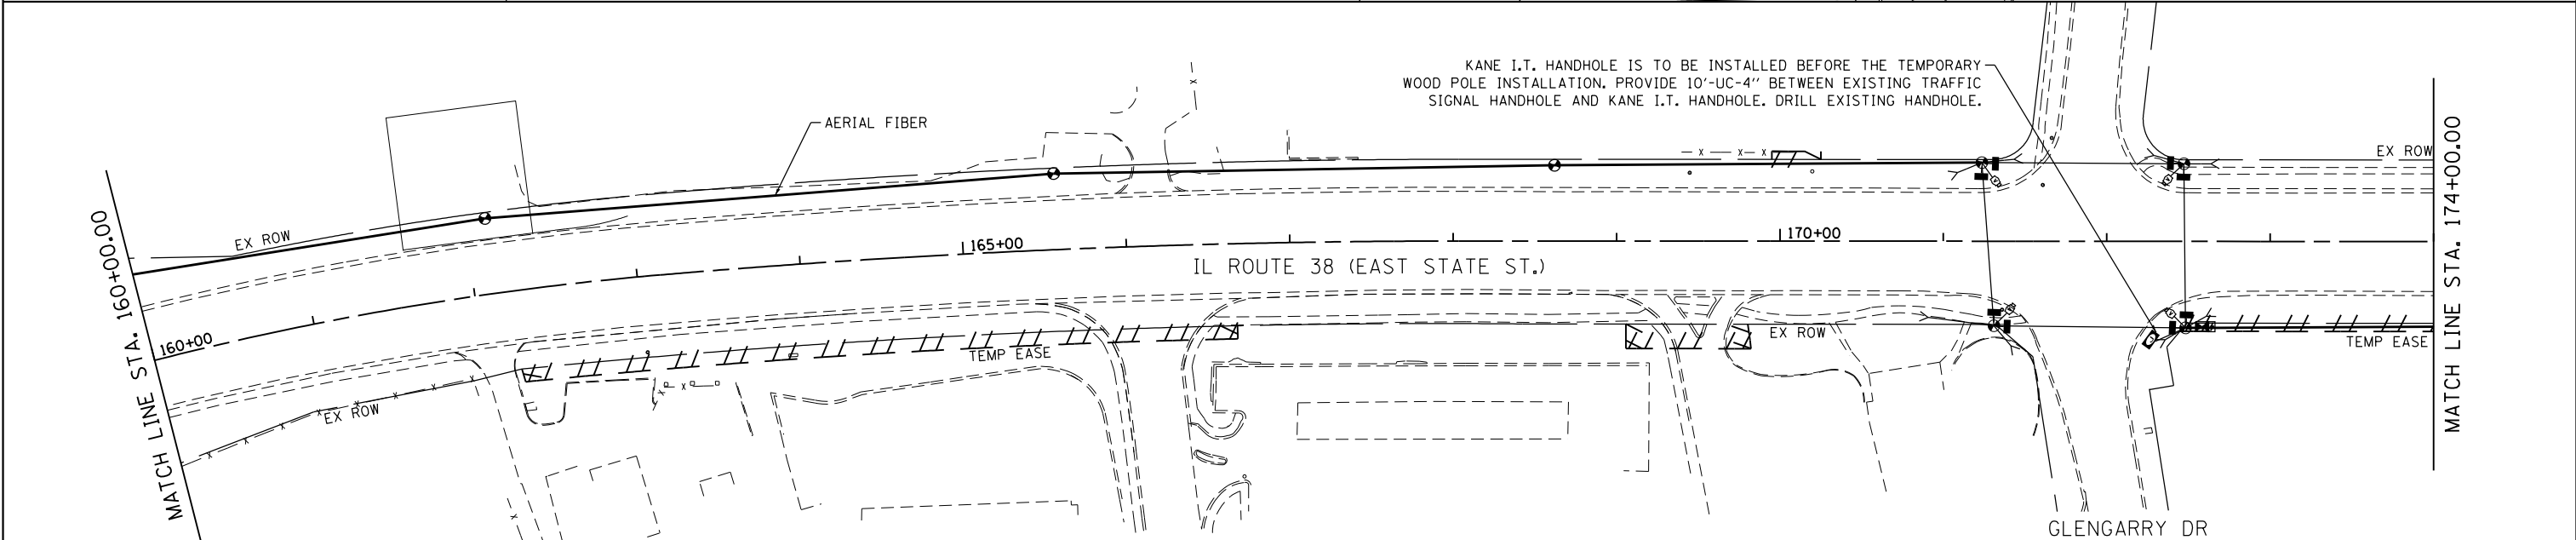 KANE I.T. HANDHOLE IS TO BE INSTALLED BEFORE THE TEMPORARY
WOOD POLE INSTALLATION. PROVIDE 10'-UC-4" BETWEEN EXISTING TRAFFIC
SIGNAL HANDHOLE AND KANE I.T. HANDHOLE. DRILL EXISTING HANDHOLE.
AERIAL FIBER
EX ROW
EX ROW
165+00
170+00
IL ROUTE 38 (EAST STATE ST.)
MATCH LINE STA. 160+00.00
160+00
EX ROW
TEMP EASE
EX ROW
TEMP EASE
MATCH LINE STA. 174+00.00
GLENGARRY DR